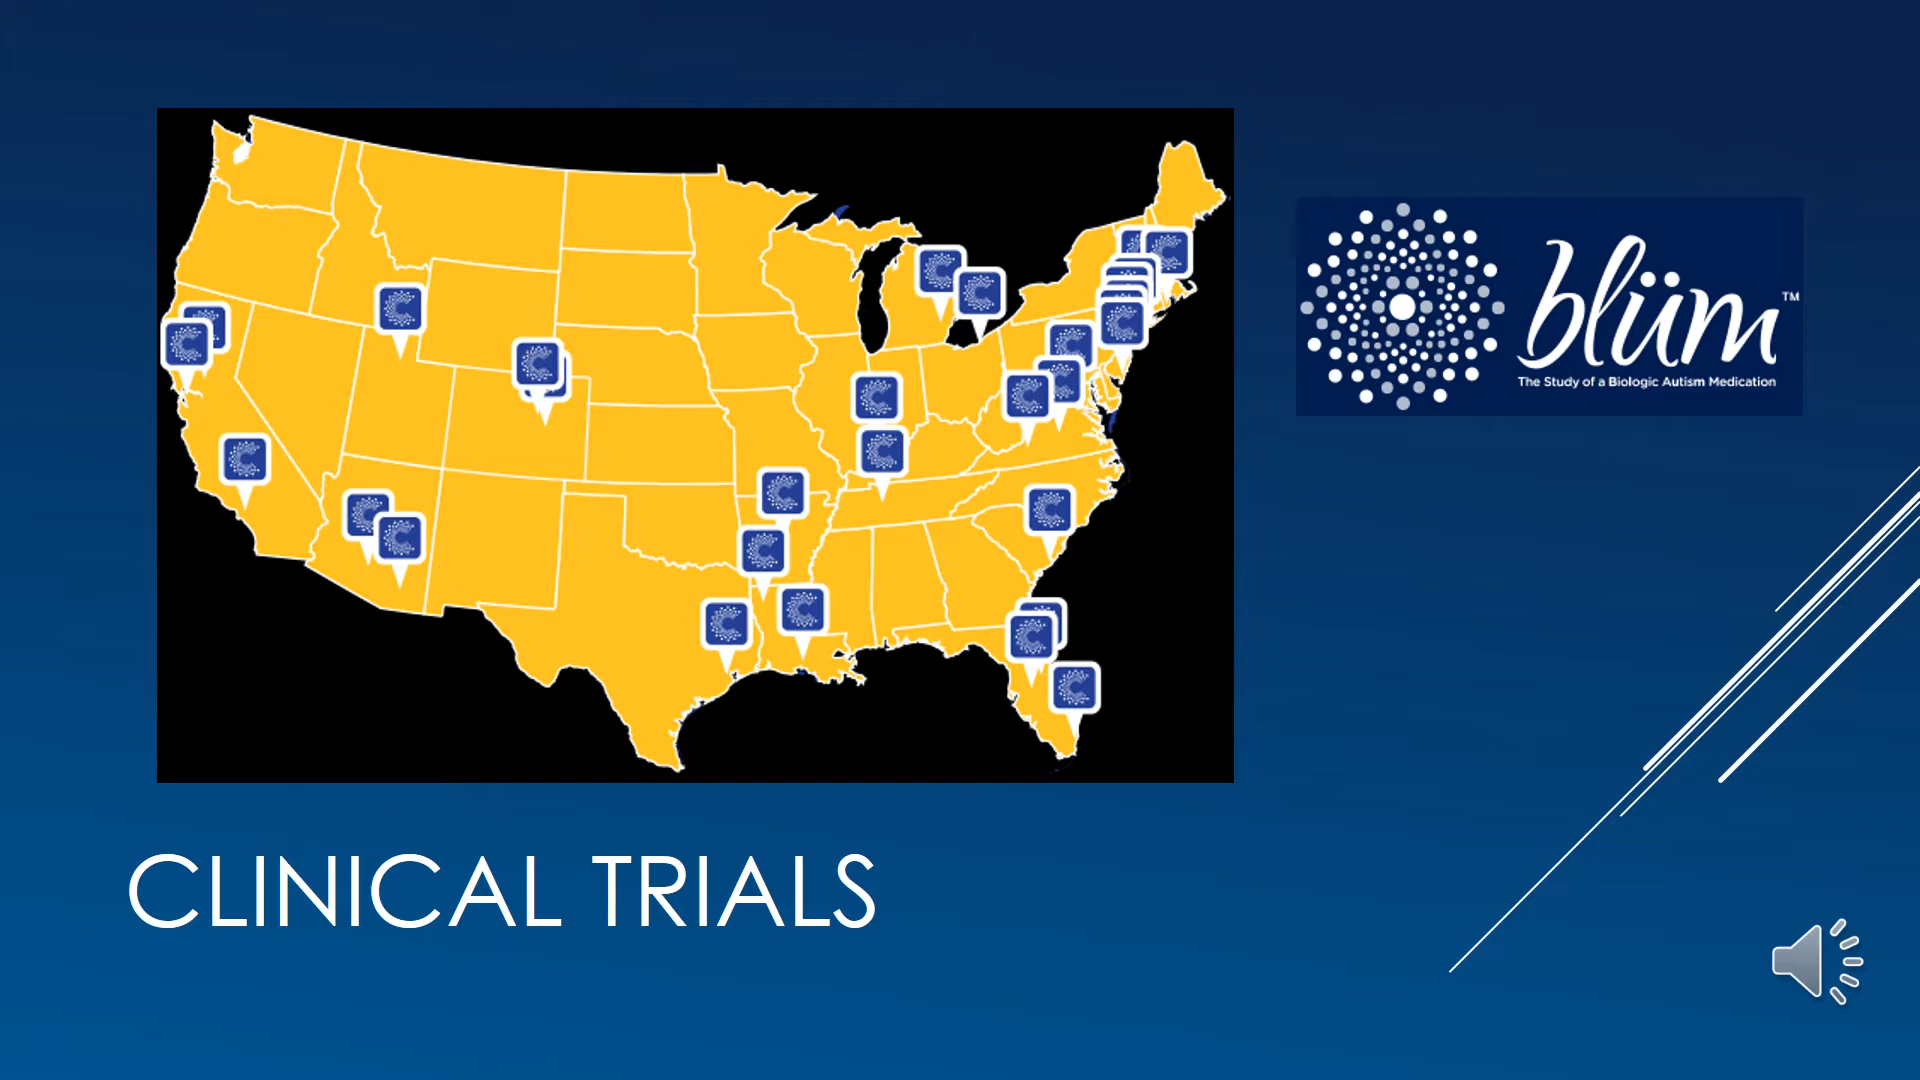 blüm™
The Study of a Biologic Autism Medication
CLINICAL TRIALS